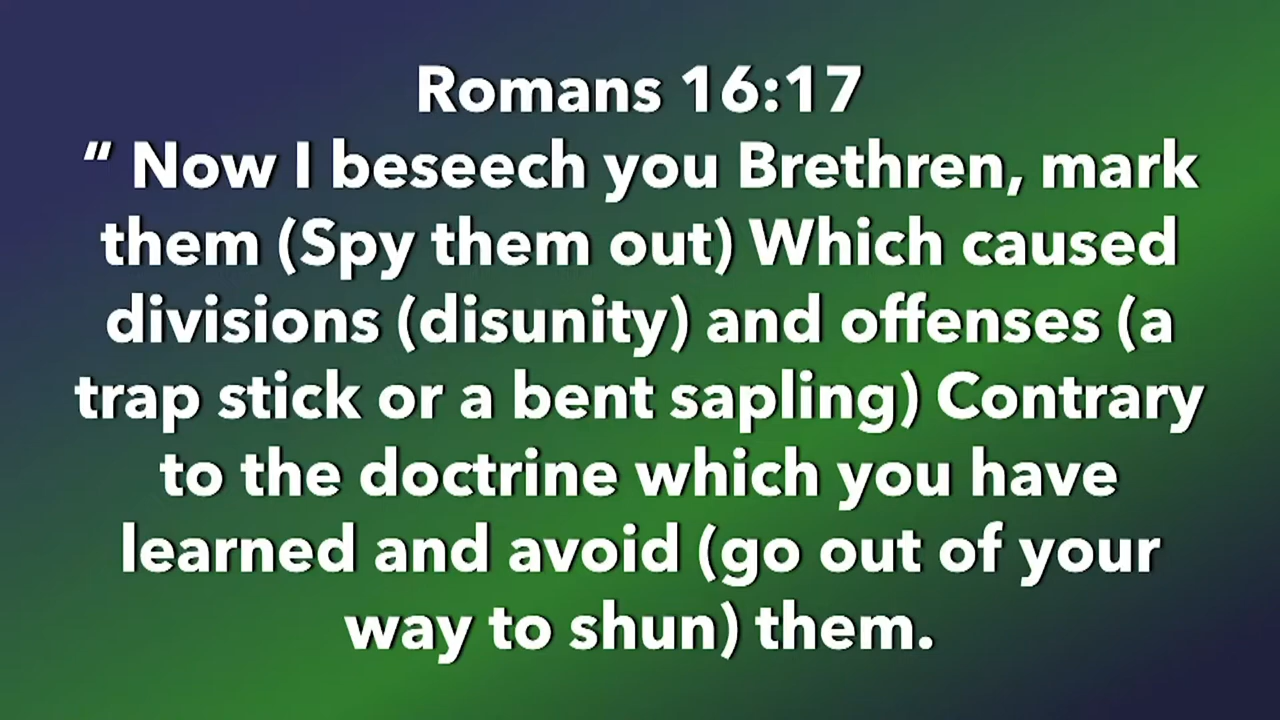 Romans 16:17
“ Now I beseech you Brethren, mark
them (Spy them out) Which caused
divisions (disunity) and offenses (a
trap stick or a bent sapling) Contrary
to the doctrine which you have
learned and avoid (go out of your
way to shun) them.